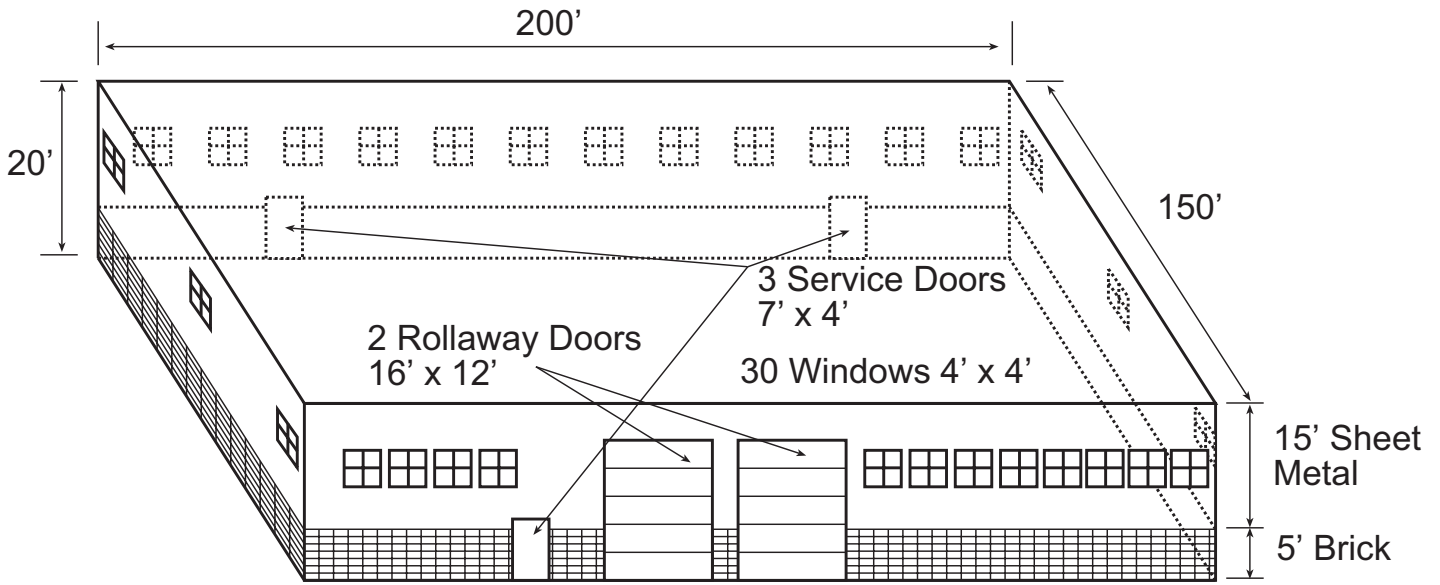 200’
20’
150’
3 Service Doors
7’ x 4’
2 Rollaway Doors
16’ x 12’
30 Windows 4’ x 4’
15’ Sheet
Metal
5’ Brick